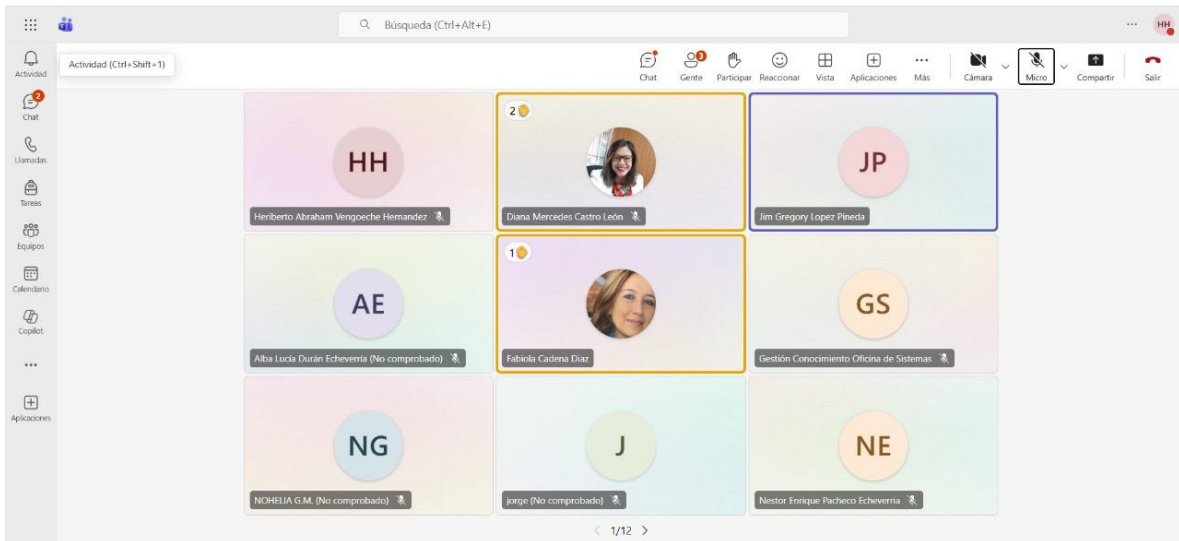 Búsqueda (Ctrl+Alt+E)
HH
Actividad
Actividad (Ctrl+Shift+1)
Chat
3
Gente
Participar
Reaccionar
Vista
Aplicaciones
Más
Cámara
Micro
Compartir
Salir
2
Chat
Llamadas
Tareas
Equipos
Calendario
Copilot
Aplicaciones
HH
Heriberto Abraham Vengoeche Hernandez
2
Diana Mercedes Castro León
JP
Jim Gregory Lopez Pineda
AE
Alba Lucía Durán Echeverría (No comprobado)
1
Fabiola Cadena Diaz
GS
Gestión Conocimiento Oficina de Sistemas
NG
NOHELIA G.M. (No comprobado)
J
jorge (No comprobado)
NE
Nestor Enrique Pacheco Echeverria
1/12